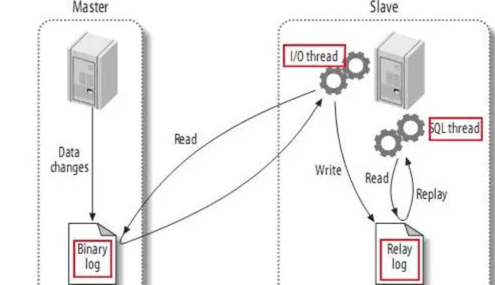 Master
Slave
I/O thread
SQL thread
Read
Data
changes
Write
Read
Replay
Binary
log
Relay
log